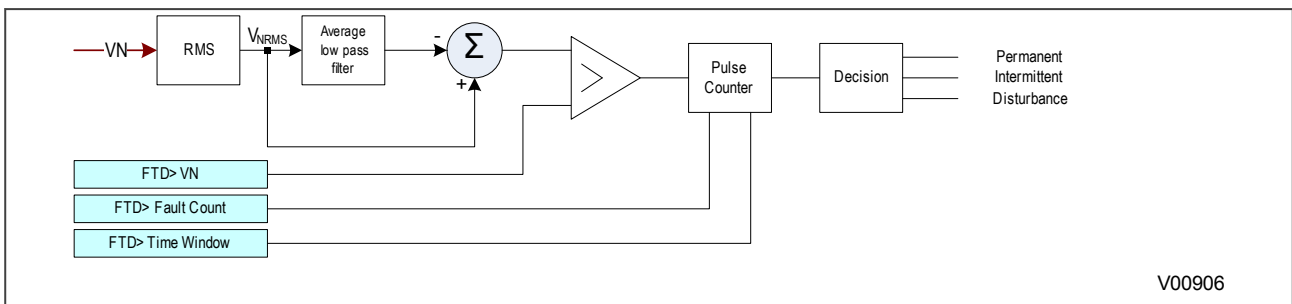 VN
RMS
VNRMS
Average
low pass
filter
-
Σ
+
>
Pulse
Counter
Decision
Permanent
Intermittent
Disturbance
FTD> VN
FTD> Fault Count
FTD> Time Window
V00906